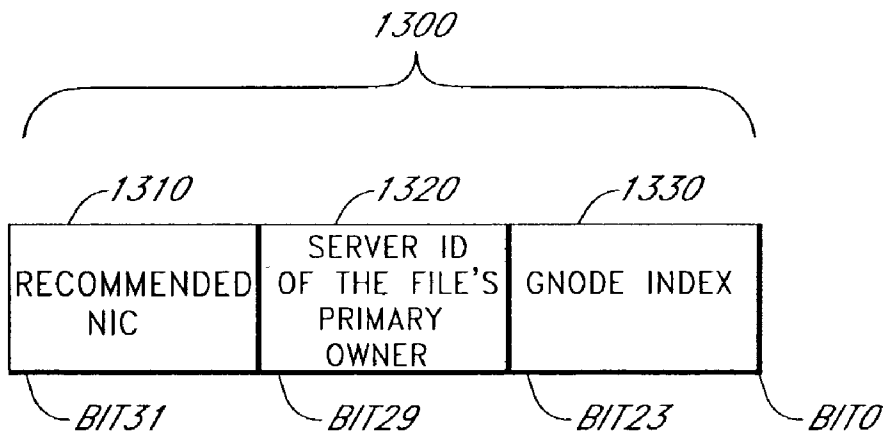 1300
1310
1320
1330
RECOMMENDED
NIC
SERVER ID
OF THE FILE'S
PRIMARY
OWNER
GNODE INDEX
BIT31
BIT29
BIT23
BIT0